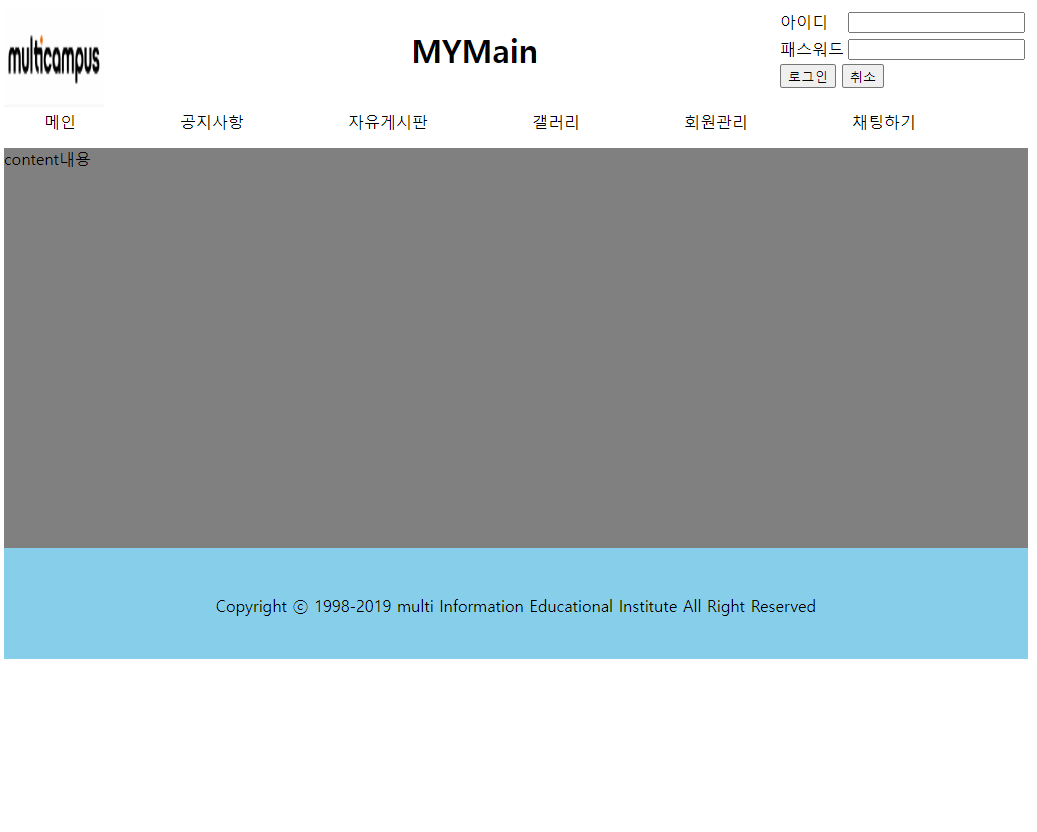 multicampus
MYMain
아이디
패스워드
로그인 취소
메인 공지사항 자유게시판 갤러리 회원관리 채팅하기
content내용
Copyright ⓒ 1998-2019 multi Information Educational Institute All Right Reserved